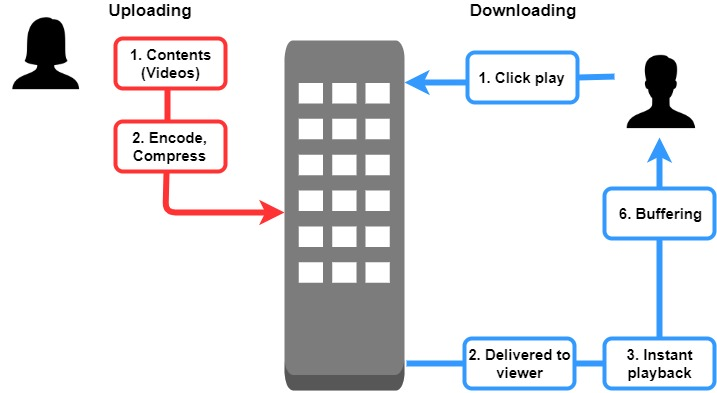 Uploading
Downloading
1. Contents
(Videos)
2. Encode,
Compress
1. Click play
6. Buffering
2. Delivered to
viewer
3. Instant
playback